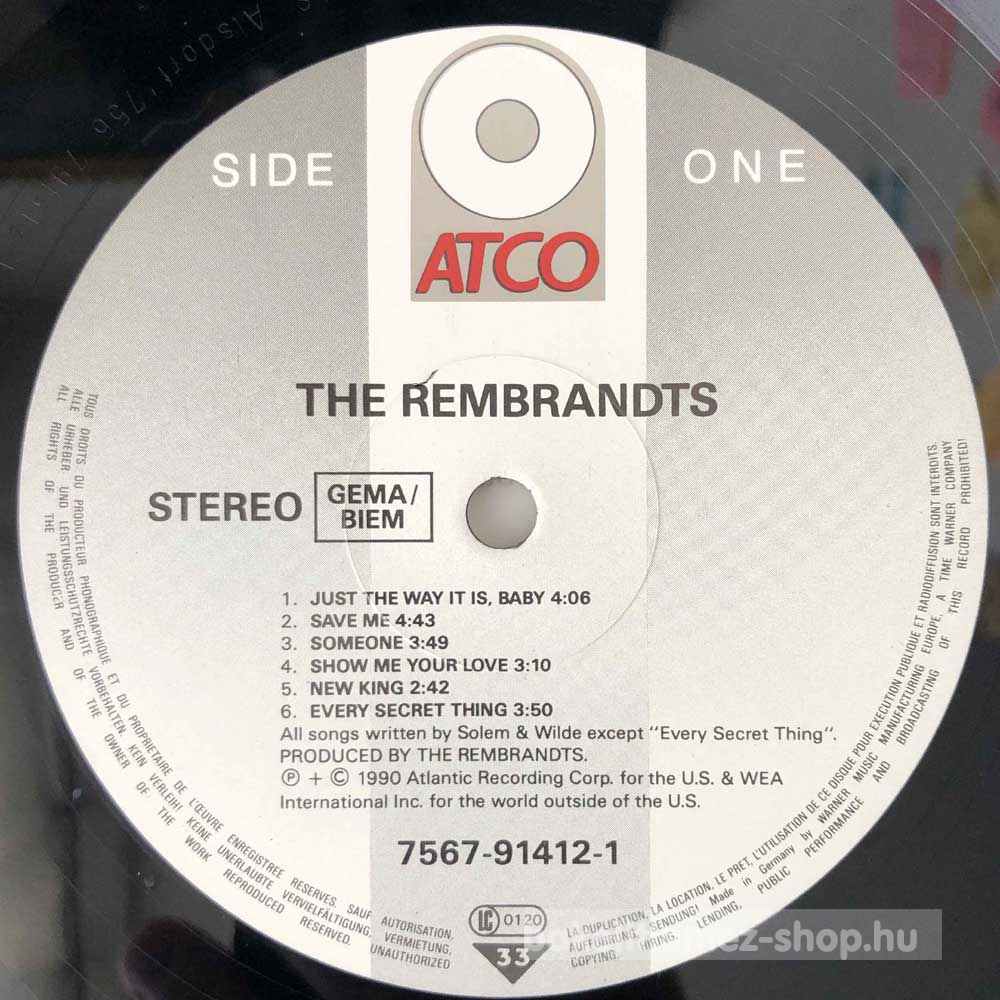 SIDE ONE
ATCO
THE REMBRANDTS
STEREO
GEMA/
BIEM
1. JUST THE WAY IT IS, BABY 4:06
2. SAVE ME 4:43
3. SOMEONE 3:49
4. SHOW ME YOUR LOVE 3:10
5. NEW KING 2:42
6. EVERY SECRET THING 3:50
All songs written by Solem & Wilde except "Every Secret Thing".
PRODUCED BY THE REMBRANDTS.
℗ + © 1990 Atlantic Recording Corp. for the U.S. & WEA
International Inc. for the world outside of the U.S.
7567-91412-1
LC 0120
33
TOUS DROITS DU PRODUCTEUR PHONOGRAPHIQUE ET DU PROPRIETAIRE DE L'ŒUVRE ENREGISTREE RESERVES. SAUF AUTORISATION, LA DUPLICATION, LA LOCATION, LE PRET, L'UTILISATION DE CE DISQUE POUR EXECUTION PUBLIQUE ET RADIODIFFUSION SONT INTERDITS.
ALLE URHEBER UND LEISTUNGSSCHUTZRECHTE VORBEHALTEN. KEIN VERLEIH! KEINE UNERLAUBTE VERVIELFÄLTIGUNG, VERMIETUNG, AUFFÜHRUNG, SENDUNG! Made in Germany by WARNER MUSIC MANUFACTURING EUROPE, A TIME WARNER COMPANY
ALL RIGHTS OF THE PRODUCER AND OF THE OWNER OF THE WORK REPRODUCED RESERVED. UNAUTHORIZED COPYING, HIRING, LENDING, PUBLIC PERFORMANCE AND BROADCASTING OF THIS RECORD PROHIBITED!
Alsdorf 756
ez-shop.hu